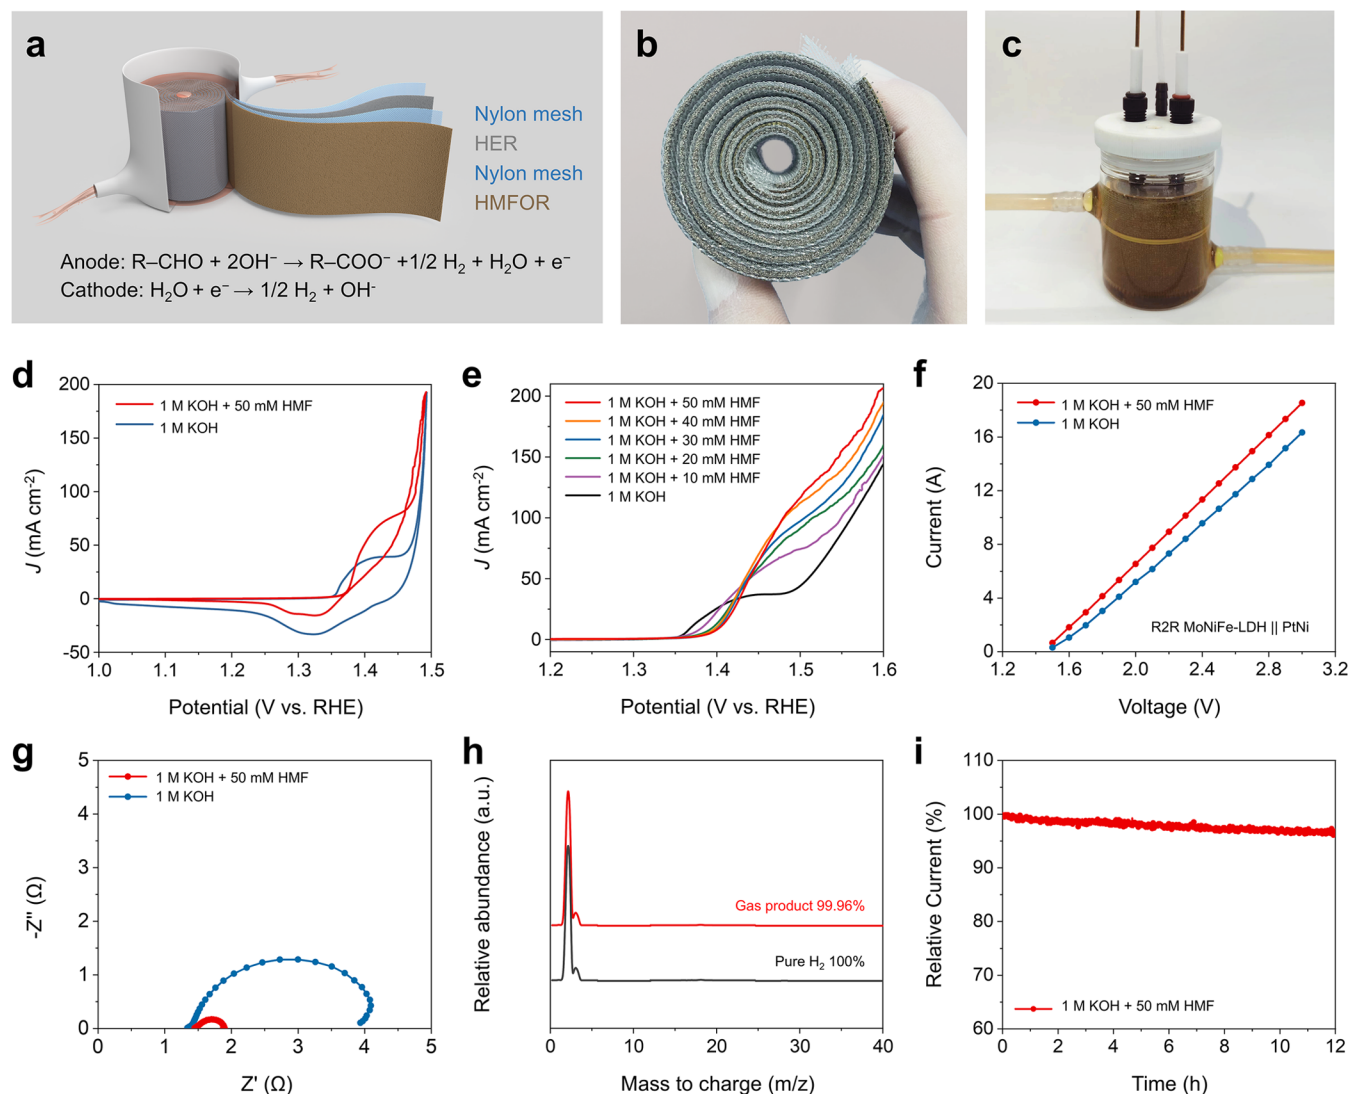 a
Nylon mesh
HER
Nylon mesh
HMFOR
Anode: R–CHO + 2OH⁻ → R–COO⁻ +1/2 H₂ + H₂O + e⁻
Cathode: H₂O + e⁻ → 1/2 H₂ + OH⁻
b
c
d
200
150
100
50
0
-50
J (mA cm⁻²)
1 M KOH + 50 mM HMF
1 M KOH
1.0 1.1 1.2 1.3 1.4 1.5
Potential (V vs. RHE)
e
200
150
100
50
0
J (mA cm⁻²)
1 M KOH + 50 mM HMF
1 M KOH + 40 mM HMF
1 M KOH + 30 mM HMF
1 M KOH + 20 mM HMF
1 M KOH + 10 mM HMF
1 M KOH
1.2 1.3 1.4 1.5 1.6
Potential (V vs. RHE)
f
20
16
12
8
4
0
Current (A)
1 M KOH + 50 mM HMF
1 M KOH
R2R MoNiFe-LDH || PtNi
1.2 1.6 2.0 2.4 2.8 3.2
Voltage (V)
g
5
4
3
2
1
0
-Z'' (Ω)
1 M KOH + 50 mM HMF
1 M KOH
0 1 2 3 4 5
Z' (Ω)
h
Relative abundance (a.u.)
Gas product 99.96%
Pure H₂ 100%
0 10 20 30 40
Mass to charge (m/z)
i
110
100
90
80
70
60
Relative Current (%)
1 M KOH + 50 mM HMF
0 2 4 6 8 10 12
Time (h)